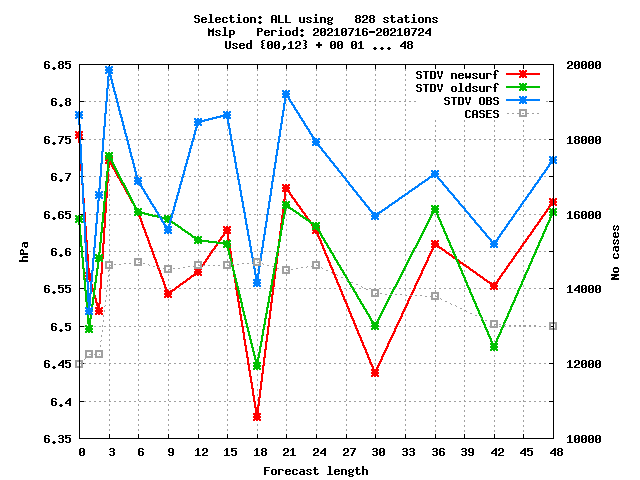 Selection: ALL using   828 stations
Mslp   Period: 20210716-20210724
Used {00,12} + 00 01 ... 48
STDV newsurf
STDV oldsurf
STDV OBS
CASES
6.85
6.8
6.75
6.7
6.65
6.6
6.55
6.5
6.45
6.4
6.35
hPa
20000
18000
16000
14000
12000
10000
No cases
0 3 6 9 12 15 18 21 24 27 30 33 36 39 42 45 48
Forecast length